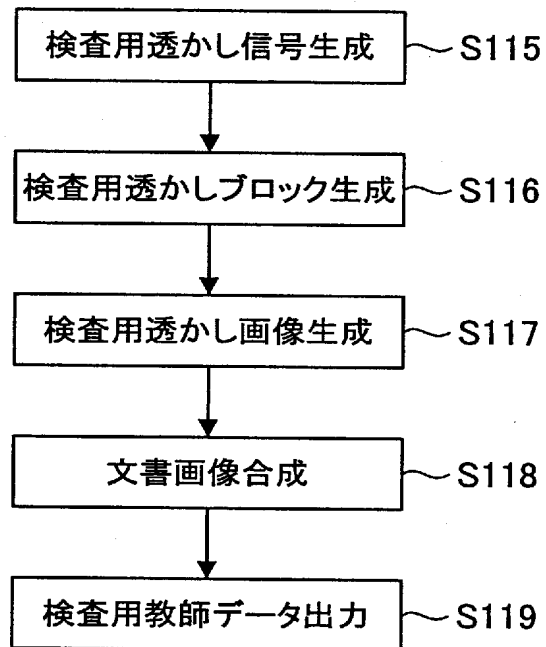 検査用透かし信号生成 S115
検査用透かしブロック生成 S116
検査用透かし画像生成 S117
文書画像合成 S118
検査用教師データ出力 S119